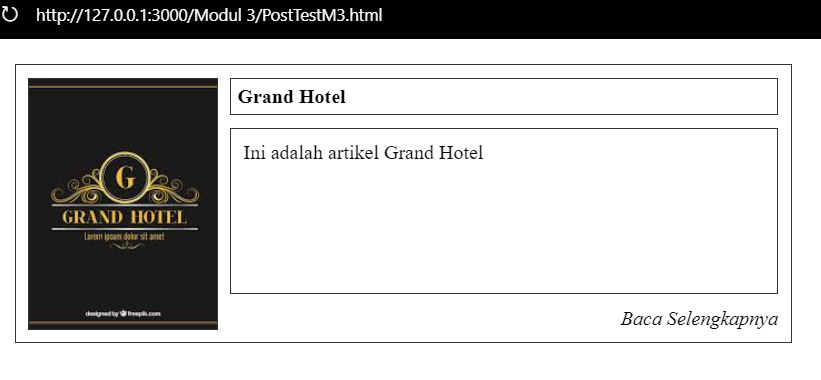 http://127.0.0.1:3000/Modul 3/PostTestM3.html
G
GRAND HOTEL
Lorem ipsum dolor sit amet
designed by freepik.com
Grand Hotel
Ini adalah artikel Grand Hotel
Baca Selengkapnya